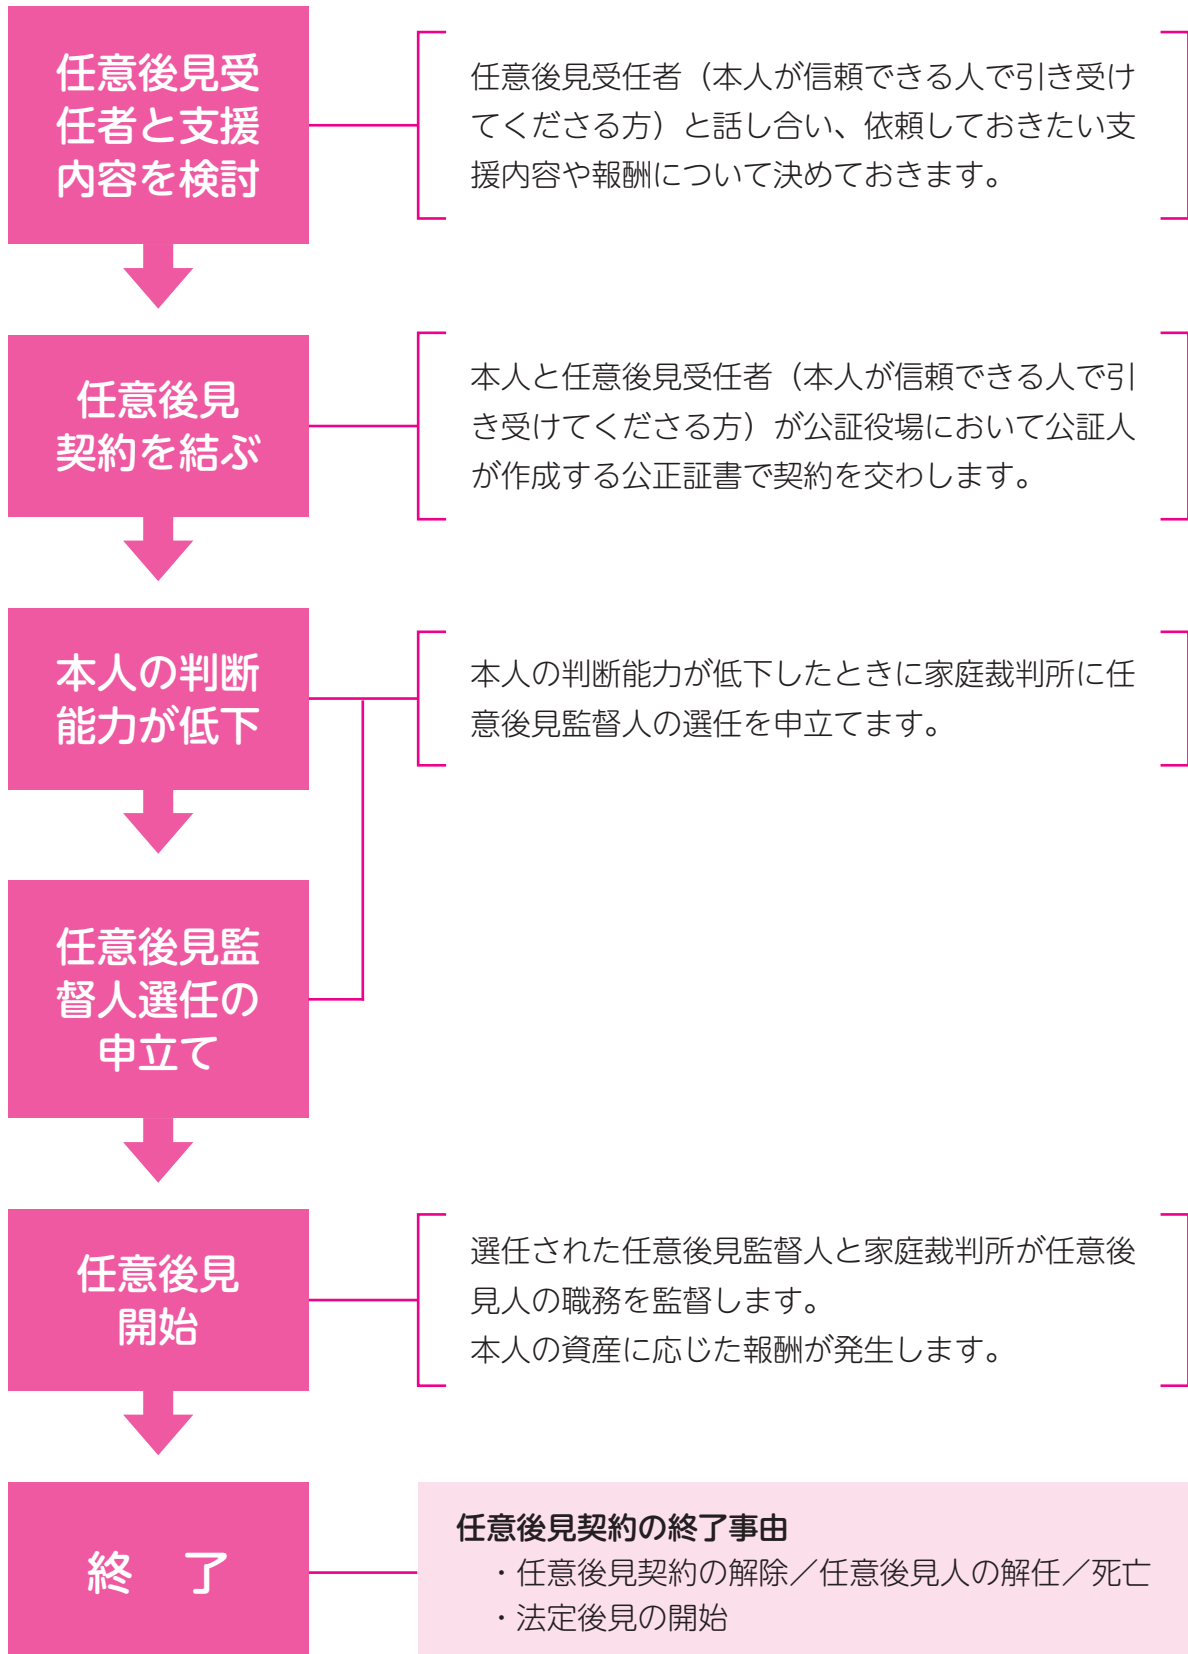 任意後見受
任者と支援
内容を検討
任意後見受任者（本人が信頼できる人で引き受け
てくださる方）と話し合い、依頼しておきたい支
援内容や報酬について決めておきます。
任意後見
契約を結ぶ
本人と任意後見受任者（本人が信頼できる人で引
き受けてくださる方）が公証役場において公証人
が作成する公正証書で契約を交わします。
本人の判断
能力が低下
本人の判断能力が低下したときに家庭裁判所に任
意後見監督人の選任を申立てます。
任意後見監
督人選任の
申立て
任意後見
開始
選任された任意後見監督人と家庭裁判所が任意後
見人の職務を監督します。
本人の資産に応じた報酬が発生します。
終　了
任意後見契約の終了事由
・任意後見契約の解除／任意後見人の解任／死亡
・法定後見の開始